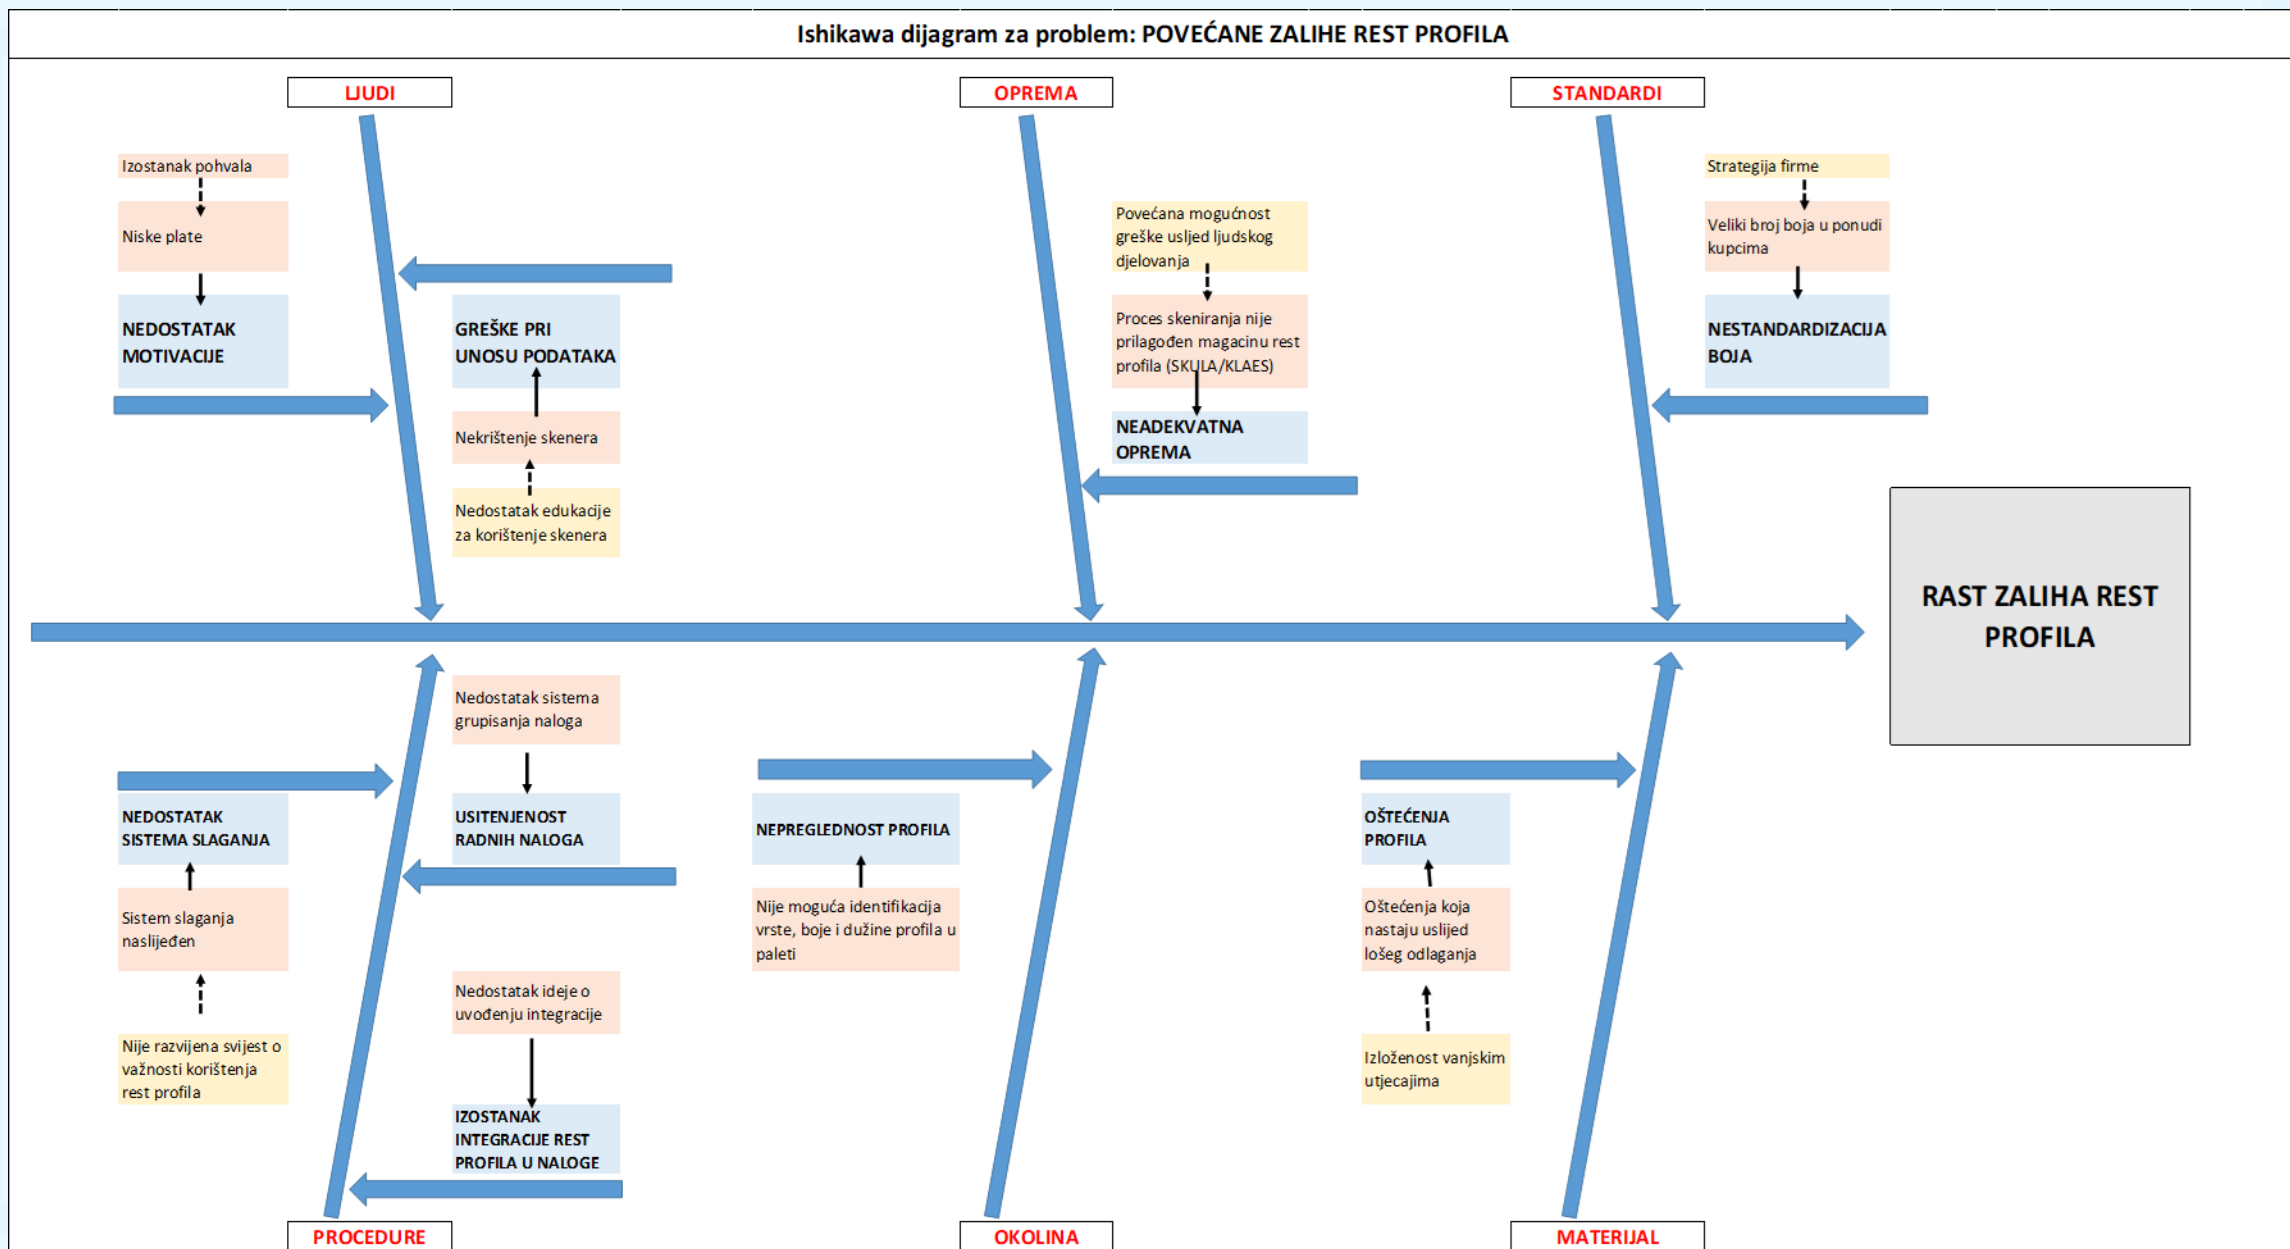 Ishikawa dijagram za problem: POVEĆANE ZALIHE REST PROFILA
LJUDI
OPREMA
STANDARDI
Izostanak pohvala
Niske plate
NEDOSTATAK
MOTIVACIJE
GREŠKE PRI
UNOSU PODATAKA
Nekrištenje skenera
Nedostatak edukacije
za korištenje skenera
Povećana mogućnost
greške usljed ljudskog
djelovanja
Proces skeniranja nije
prilagođen magacinu rest
profila (SKULA/KLAES)
NEADEKVATNA
OPREMA
Strategija firme
Veliki broj boja u ponudi
kupcima
NESTANDARDIZACIJA
BOJA
RAST ZALIHA REST
PROFILA
NEDOSTATAK
SISTEMA SLAGANJA
Sistem slaganja
naslijeđen
Nije razvijena svijest o
važnosti korištenja
rest profila
Nedostatak sistema
grupisanja naloga
USITENJENOST
RADNIH NALOGA
Nedostatak ideje o
uvođenju integracije
IZOSTANAK
INTEGRACIJE REST
PROFILA U NALOGE
NEPREGLEDNOST PROFILA
Nije moguća identifikacija
vrste, boje i dužine profila u
paleti
OŠTEĆENJA
PROFILA
Oštećenja koja
nastaju uslijed
lošeg odlaganja
Izloženost vanjskim
utjecajima
PROCEDURE
OKOLINA
MATERIJAL